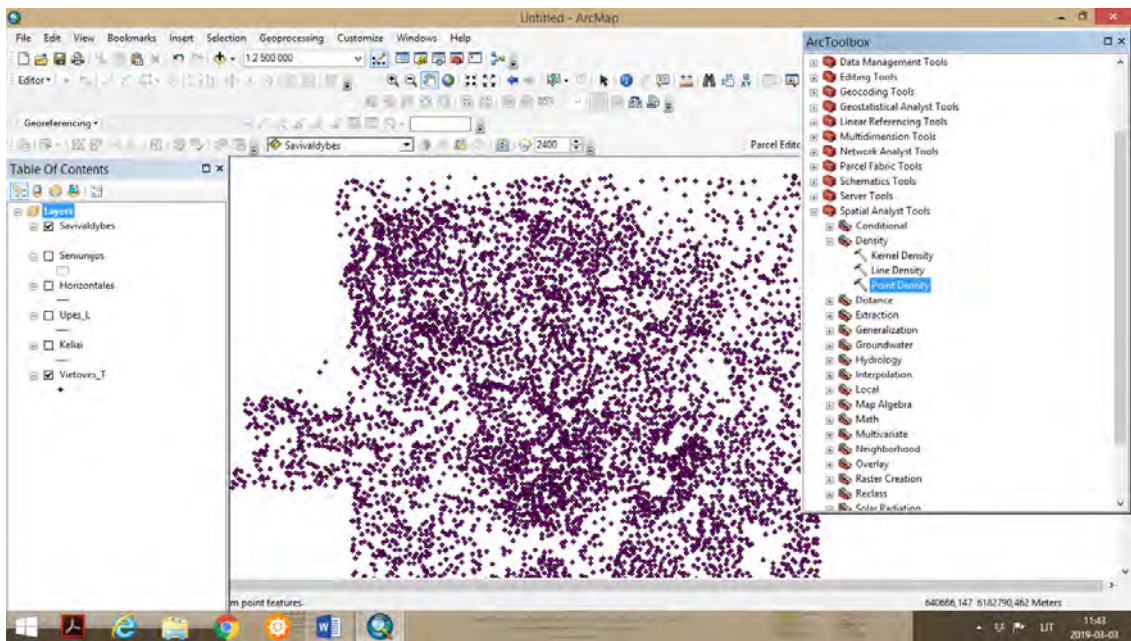 Untitled - ArcMap
File Edit View Bookmarks Insert Selection Geoprocessing Customize Windows Help
1:2 500 000
Editor
85%
Georeferencing
Savivaldybes
2400
Parcel Edito
Table Of Contents
Layers
Savivaldybes
Seniunijos
Horizontales
Upes_L
Keliai
Vietoves_T
ArcToolbox
Data Management Tools
Editing Tools
Geocoding Tools
Geostatistical Analyst Tools
Linear Referencing Tools
Multidimension Tools
Network Analyst Tools
Parcel Fabric Tools
Schematics Tools
Server Tools
Spatial Analyst Tools
Conditional
Density
Kernel Density
Line Density
Point Density
Distance
Extraction
Generalization
Groundwater
Hydrology
Interpolation
Local
Map Algebra
Math
Multivariate
Neighborhood
Overlay
Raster Creation
Reclass
Solar Radiation
m point features.
640666,147 6182790,462 Meters
LIT
11:43
2019-03-03